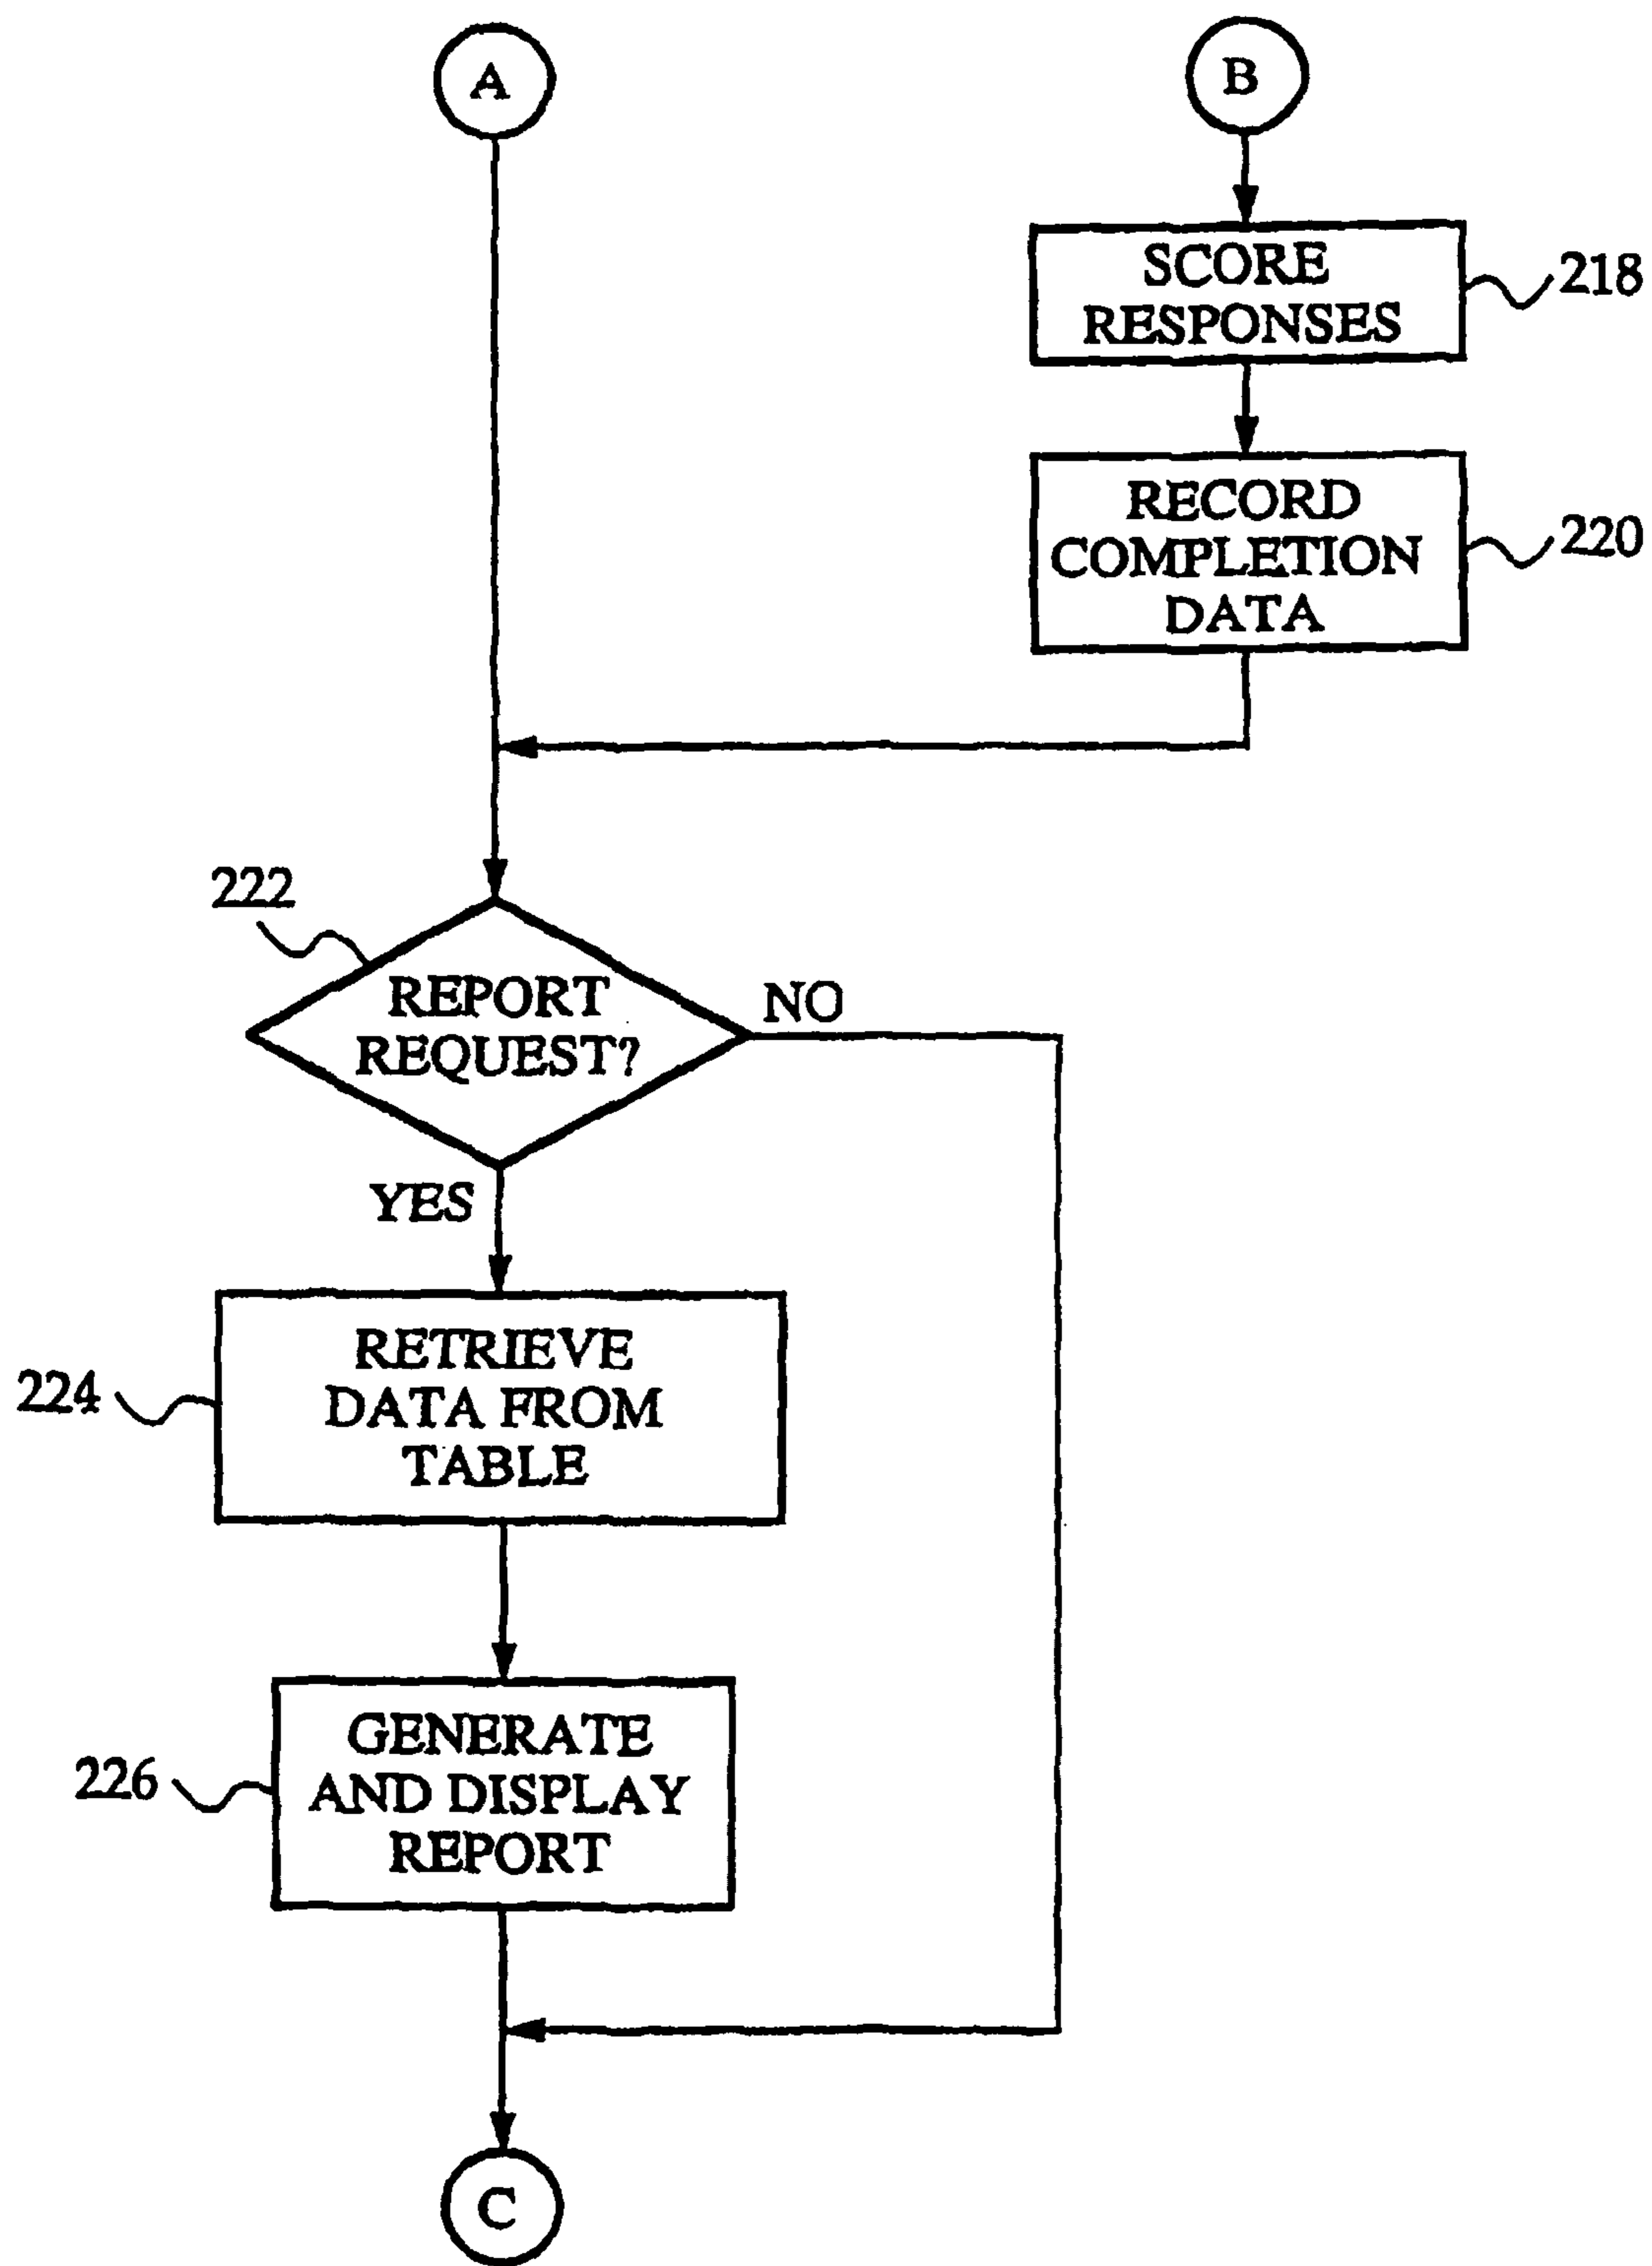 A
B
SCORE
RESPONSES
218
RECORD
COMPLETION
DATA
220
222
REPORT
REQUEST?
NO
YES
RETRIEVE
DATA FROM
TABLE
224
GENERATE
AND DISPLAY
REPORT
226
C